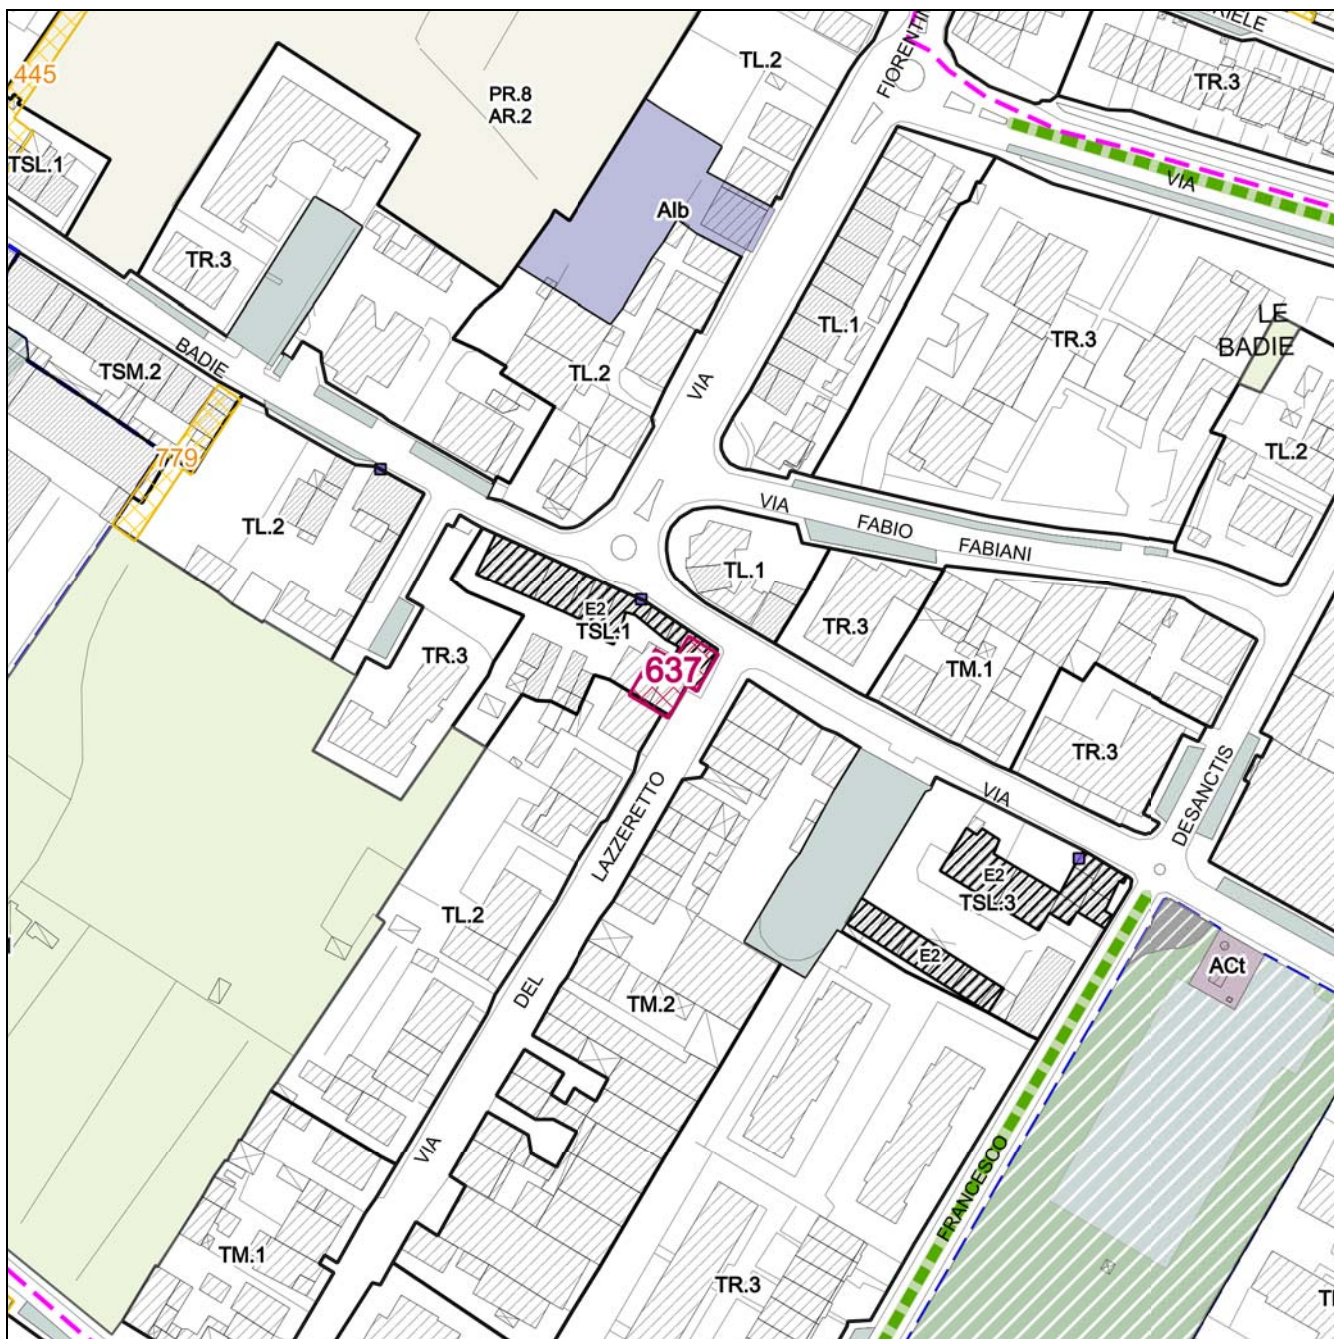 FIORENTIN
RIELE
TL.2
445
TR.3
PR.8
AR.2
TSL.1
VIA
Alb
TR.3
LE
BADIE
TL.1
TR.3
BADIE
TSM.2
TL.2
VIA
TL.2
779
VIA
FABIO
FABIANI
TL.2
TL.1
E2
TSL.1
TR.3
TR.3
637
TM.1
TR.3
VIA
DESANCTIS
LAZZERETTO
E2
TSL.3
TL.2
E2
ACt
DEL
TM.2
VIA
FRANCESCO
TM.1
TR.3